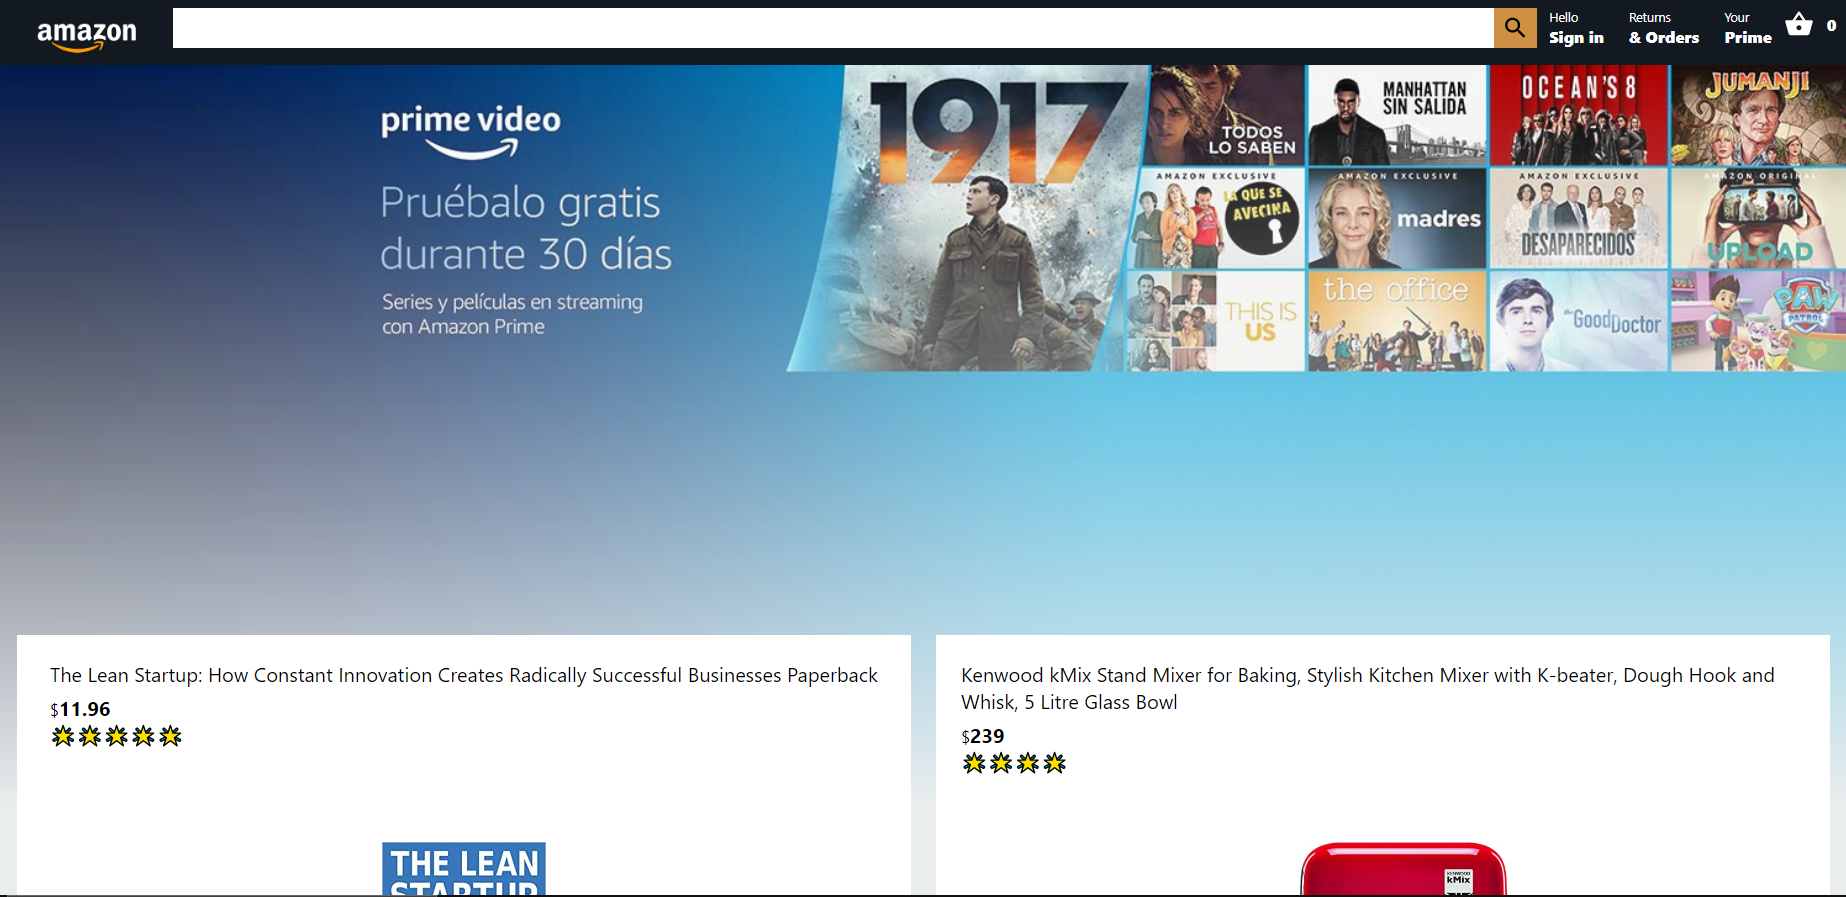 amazon
Hello
Sign in
Returns
& Orders
Your
Prime
0
prime video
Pruébalo gratis
durante 30 días
Series y películas en streaming
con Amazon Prime
1917
TODOS
LO SABEN
MANHATTAN
SIN SALIDA
OCEAN'S 8
JUMANJI
AMAZON EXCLUSIVE
LA QUE SE
AVECINA
AMAZON EXCLUSIVE
madres
AMAZON EXCLUSIVE
DESAPARECIDOS
AMAZON ORIGINAL
UPLOAD
THIS IS
US
the office
the Good Doctor
PAW
PATROL
The Lean Startup: How Constant Innovation Creates Radically Successful Businesses Paperback
$11.96
Kenwood kMix Stand Mixer for Baking, Stylish Kitchen Mixer with K-beater, Dough Hook and
Whisk, 5 Litre Glass Bowl
$239
THE LEAN
STARTUP
KENWOOD
kMix